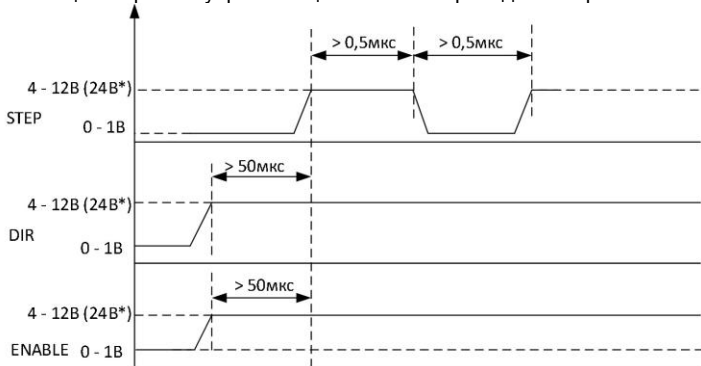 > 0,5мкс > 0,5мкс
4 - 12В (24В*)
STEP
0 - 1В
> 50мкс
4 - 12В (24В*)
DIR
0 - 1В
> 50мкс
4 - 12В (24В*)
ENABLE 0 - 1В